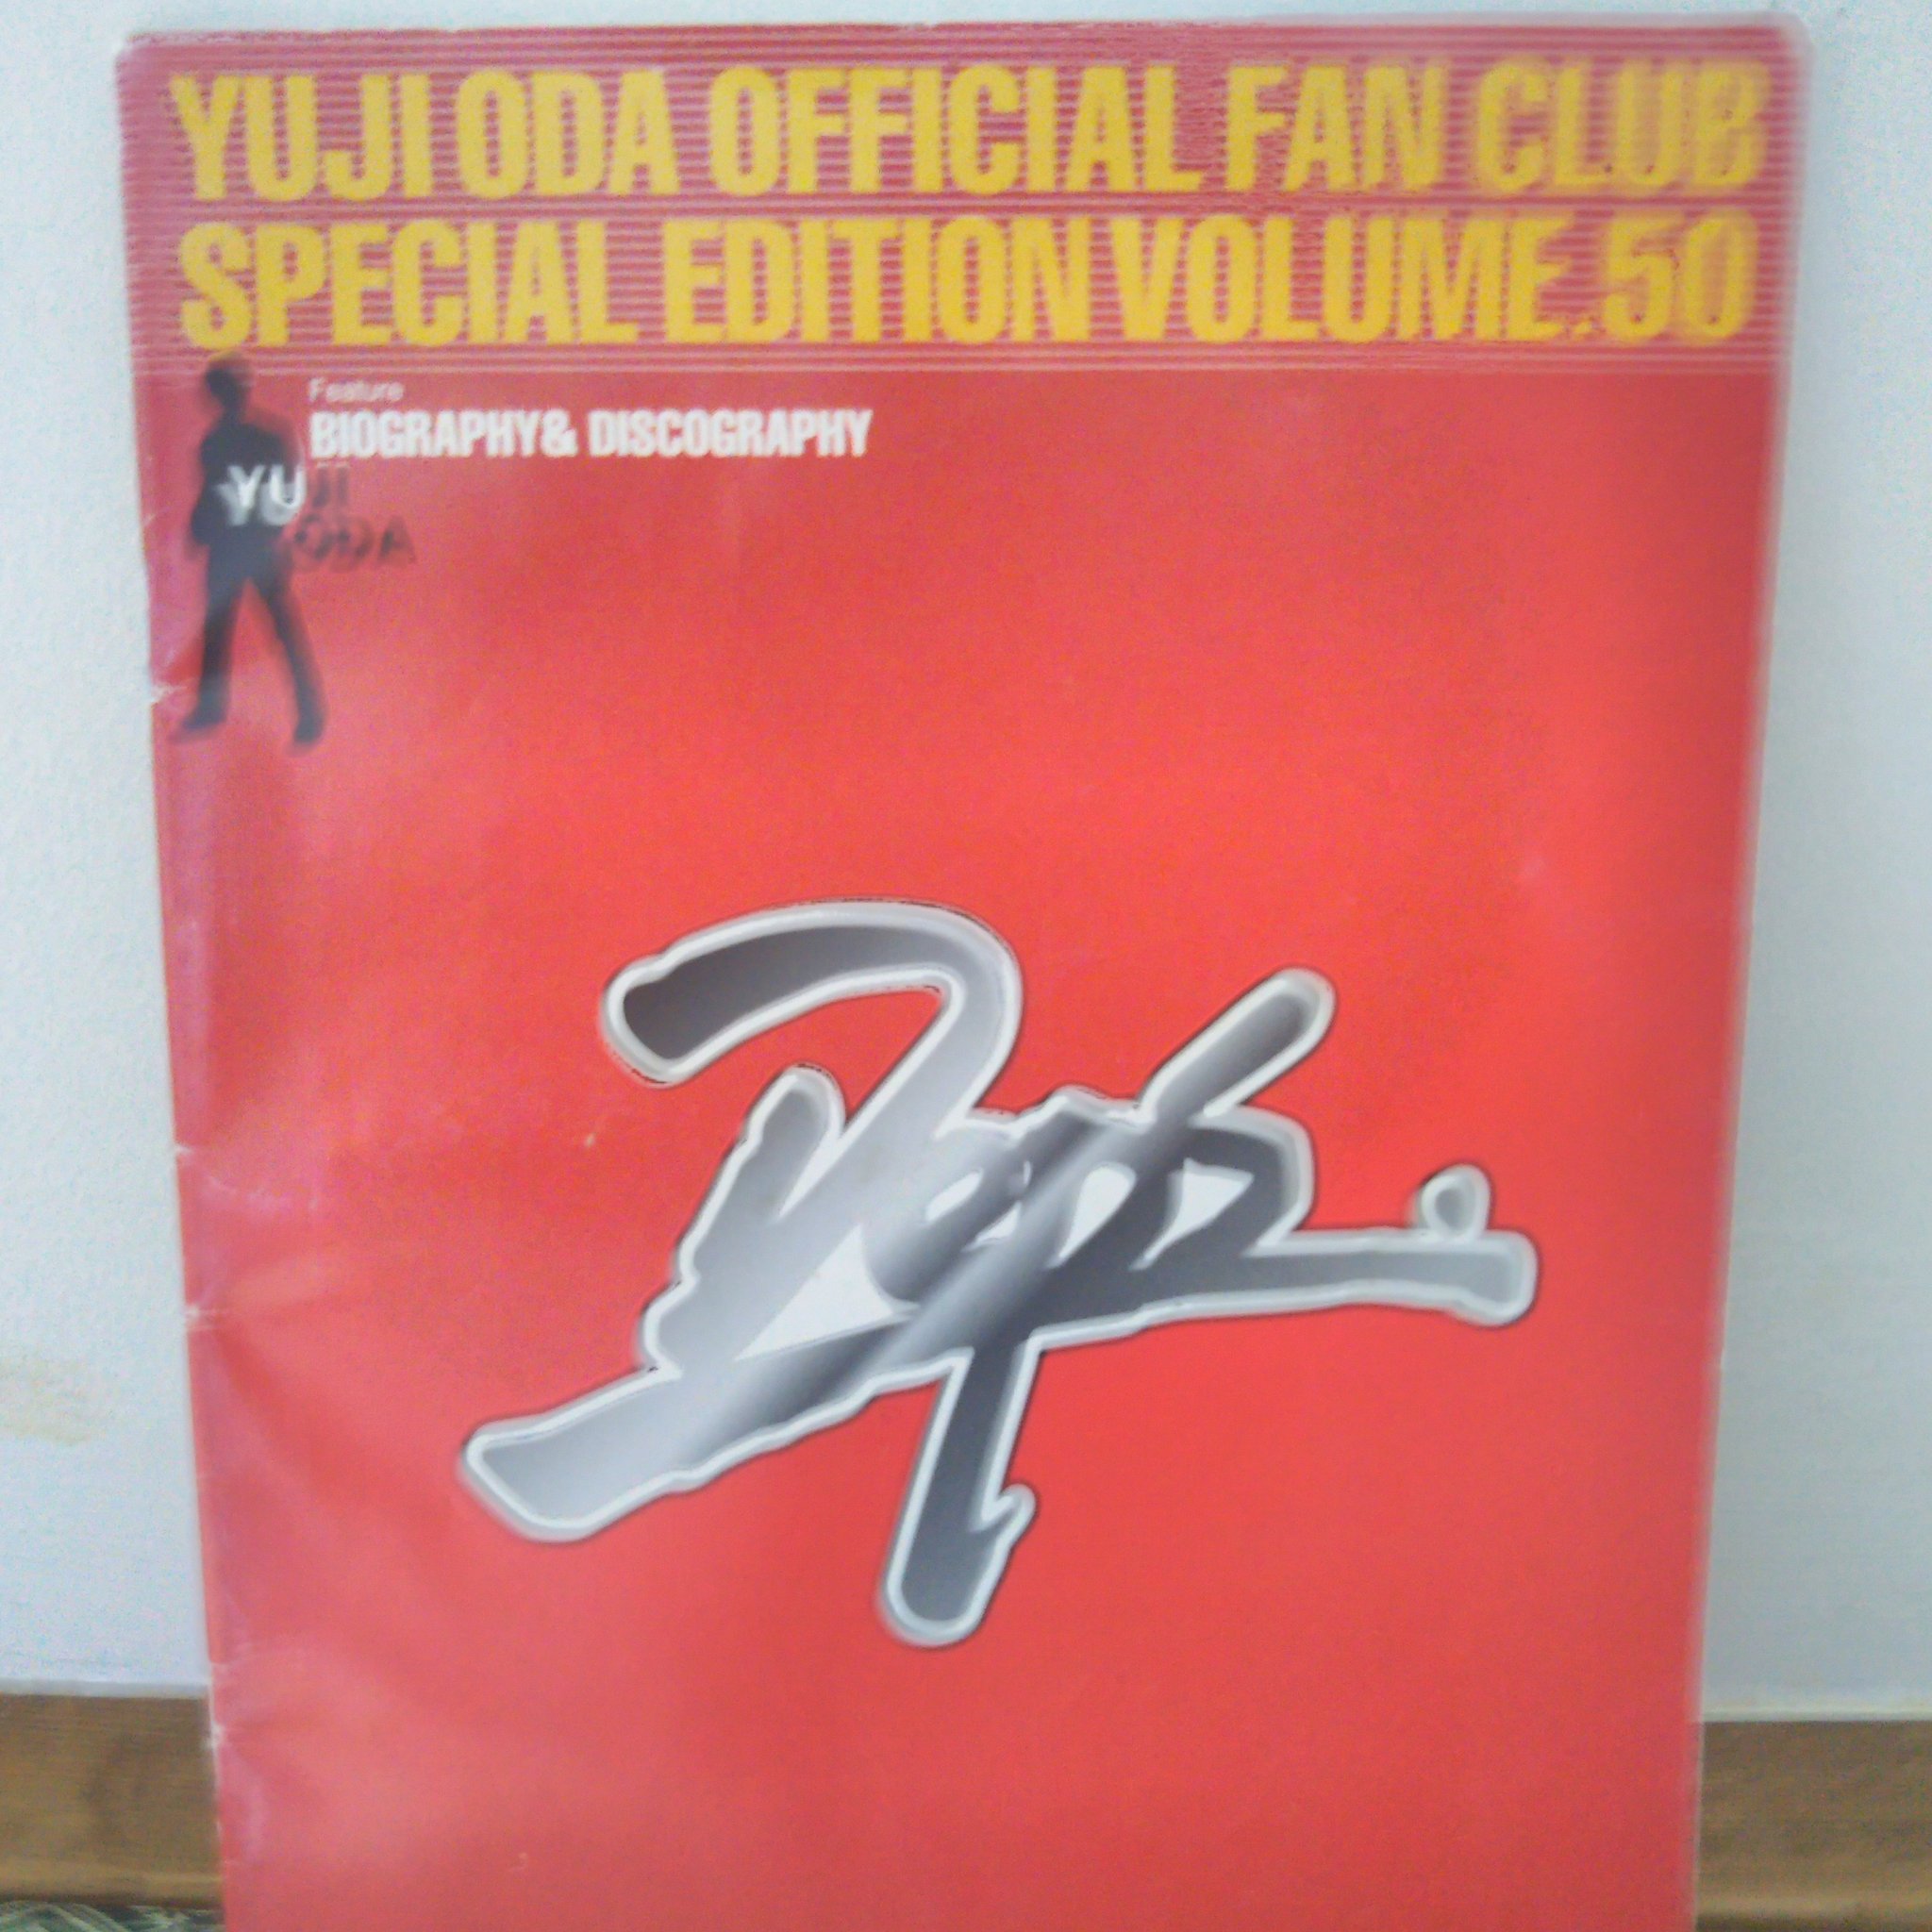 YUJI ODA OFFICIAL FAN CLUB
SPECIAL EDITION VOLUME.50
Feature
BIOGRAPHY & DISCOGRAPHY
YUJI
ODA